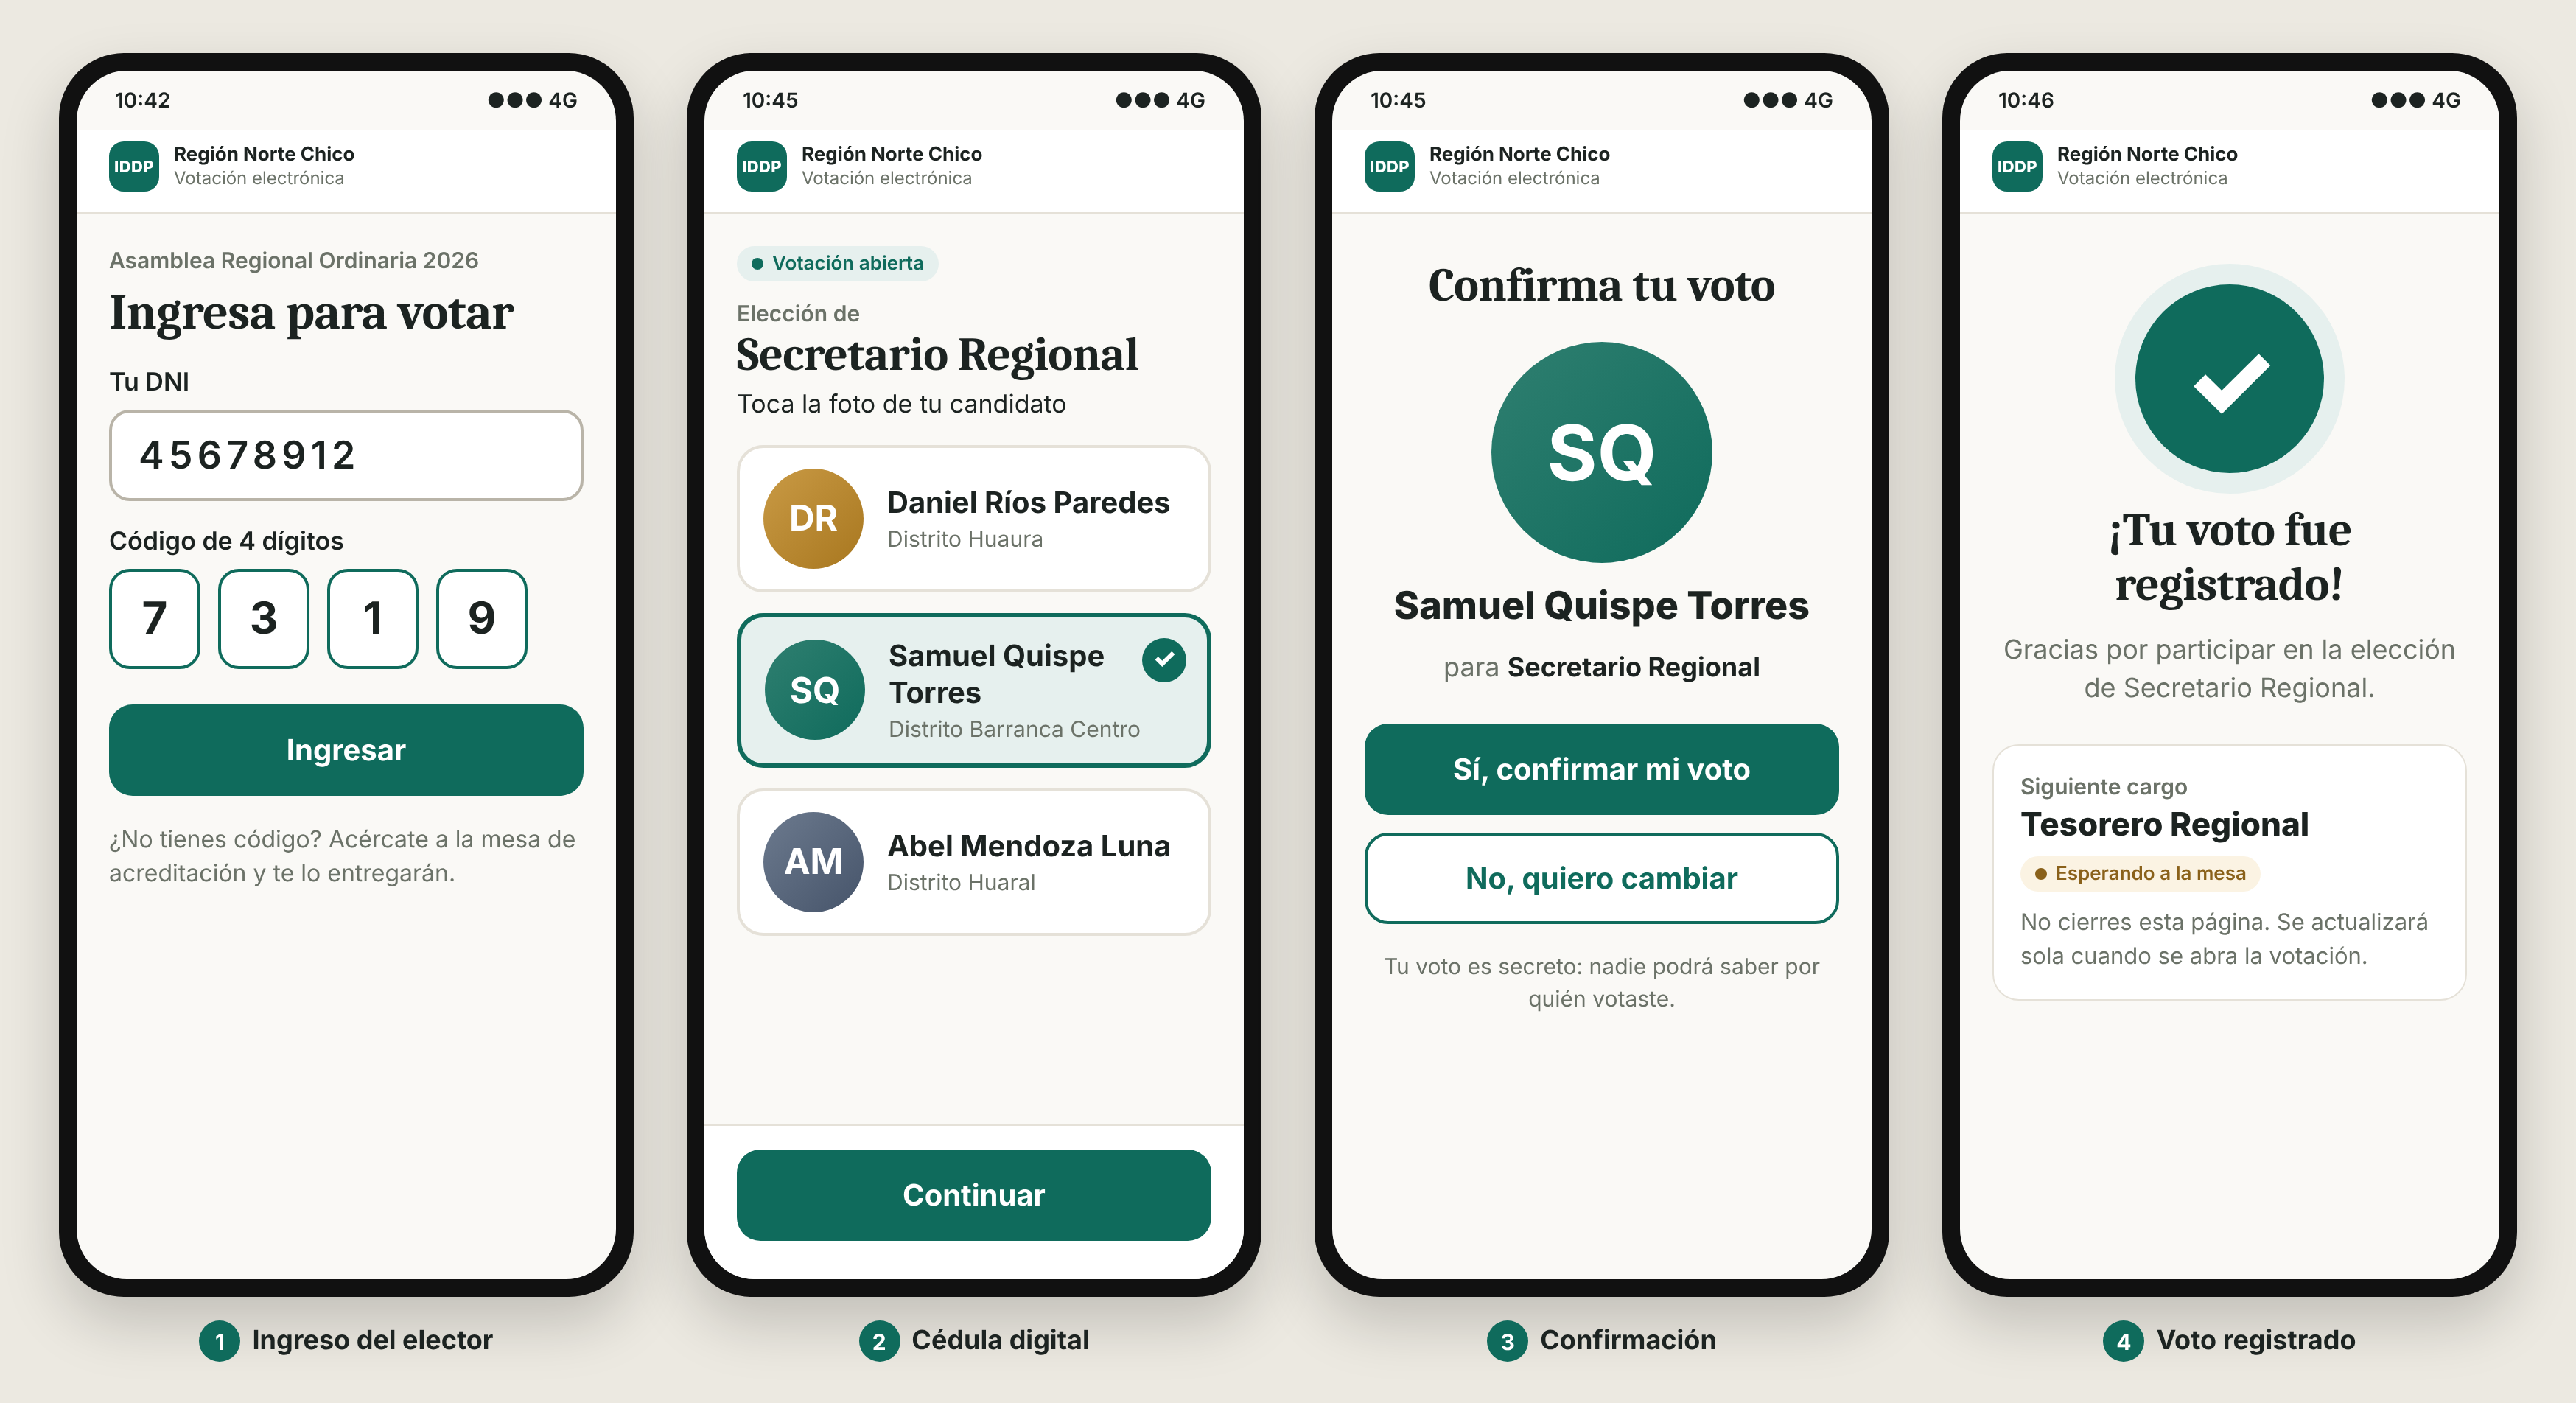 10:42
4G
IDDP
Región Norte Chico
Votación electrónica
Asamblea Regional Ordinaria 2026
Ingresa para votar
Tu DNI
45678912
Código de 4 dígitos
7 3 1 9
Ingresar
¿No tienes código? Acércate a la mesa de
acreditación y te lo entregarán.
1 Ingreso del elector
10:45
4G
IDDP
Región Norte Chico
Votación electrónica
Votación abierta
Elección de
Secretario Regional
Toca la foto de tu candidato
DR
Daniel Ríos Paredes
Distrito Huaura
SQ
Samuel Quispe
Torres
Distrito Barranca Centro
AM
Abel Mendoza Luna
Distrito Huaral
Continuar
2 Cédula digital
10:45
4G
IDDP
Región Norte Chico
Votación electrónica
Confirma tu voto
SQ
Samuel Quispe Torres
para Secretario Regional
Sí, confirmar mi voto
No, quiero cambiar
Tu voto es secreto: nadie podrá saber por
quién votaste.
3 Confirmación
10:46
4G
IDDP
Región Norte Chico
Votación electrónica
¡Tu voto fue
registrado!
Gracias por participar en la elección
de Secretario Regional.
Siguiente cargo
Tesorero Regional
Esperando a la mesa
No cierres esta página. Se actualizará
sola cuando se abra la votación.
4 Voto registrado